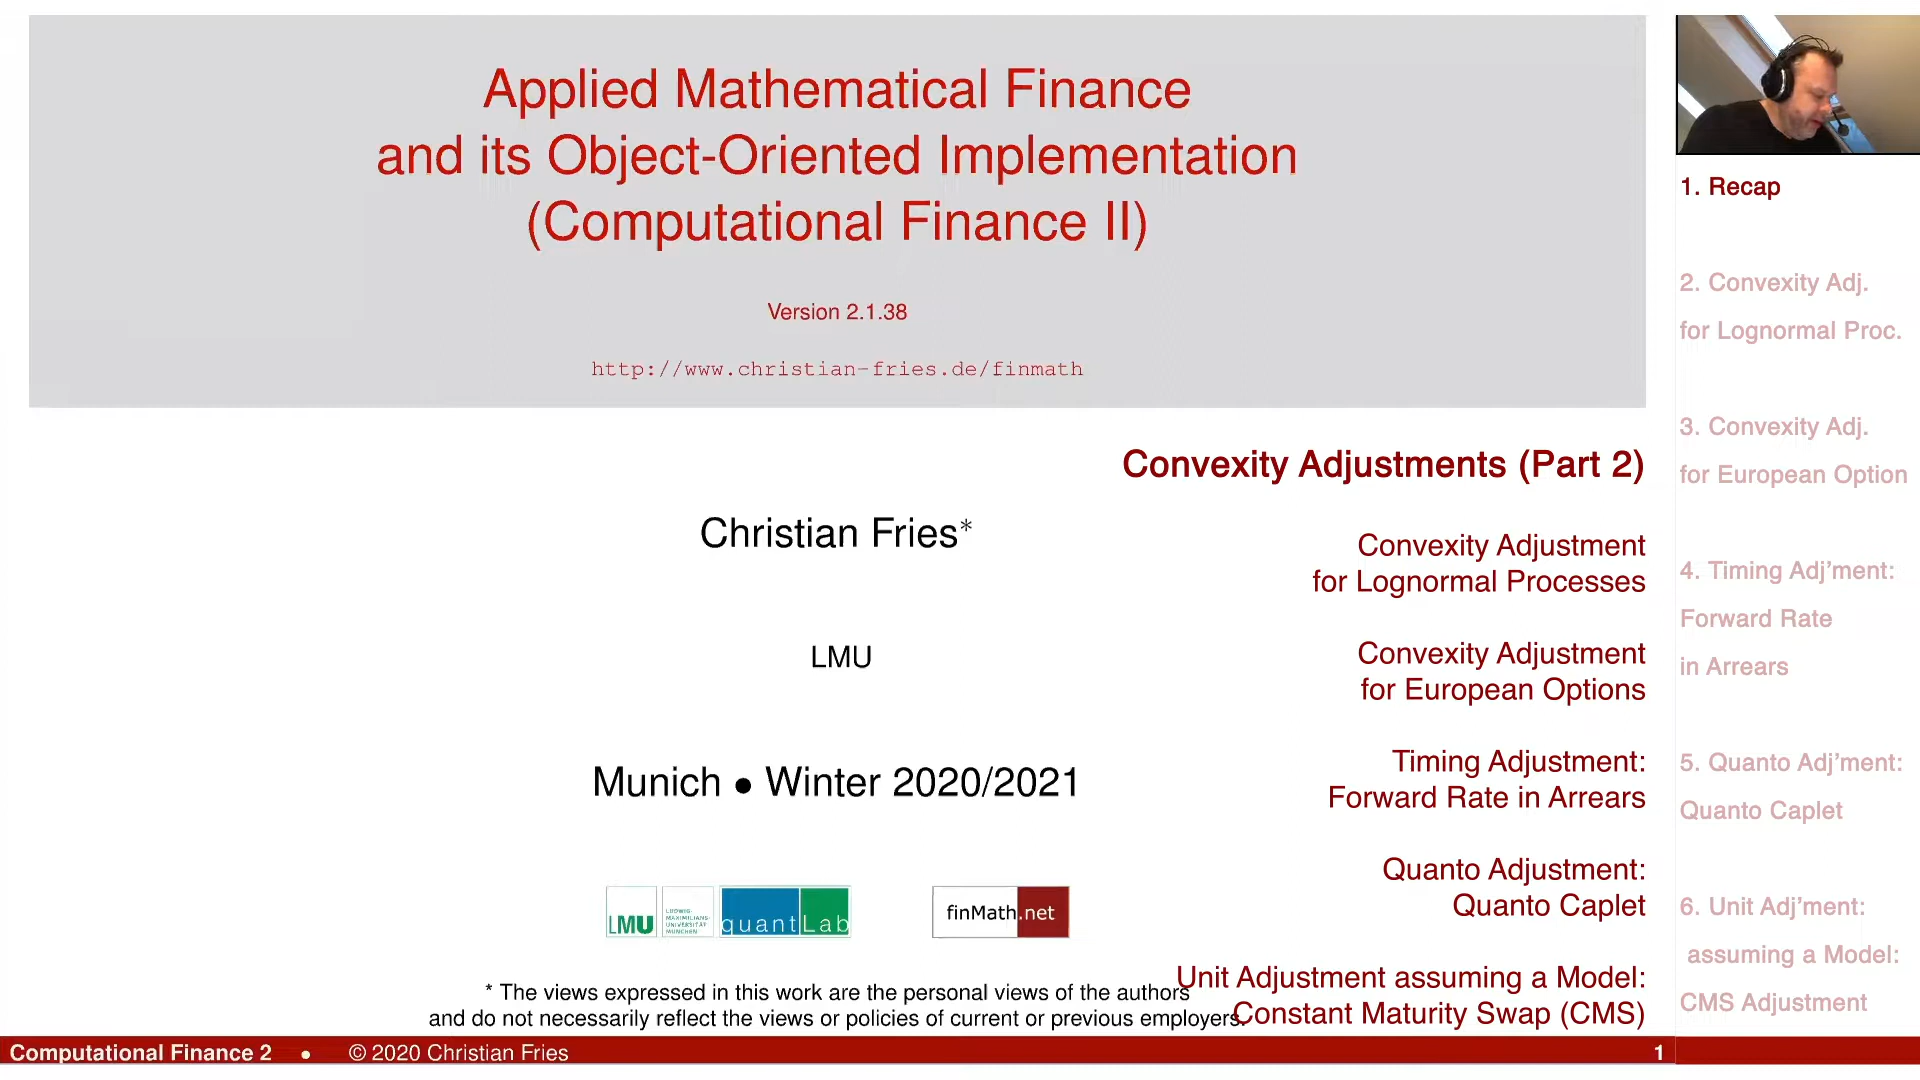 Applied Mathematical Finance
and its Object-Oriented Implementation
(Computational Finance II)
Version 2.1.38
http://www.christian-fries.de/finmath
Convexity Adjustments (Part 2)
Christian Fries*
Convexity Adjustment
for Lognormal Processes
LMU
Convexity Adjustment
for European Options
Munich • Winter 2020/2021
Timing Adjustment:
Forward Rate in Arrears
Quanto Adjustment:
Quanto Caplet
LMU
LUDWIG-
MAXIMILIANS-
UNIVERSITÄT
MÜNCHEN
quantLab
finMath.net
Unit Adjustment assuming a Model:
Constant Maturity Swap (CMS)
* The views expressed in this work are the personal views of the authors
and do not necessarily reflect the views or policies of current or previous employers.
1. Recap
2. Convexity Adj.
for Lognormal Proc.
3. Convexity Adj.
for European Option
4. Timing Adj’ment:
Forward Rate
in Arrears
5. Quanto Adj’ment:
Quanto Caplet
6. Unit Adj’ment:
assuming a Model:
CMS Adjustment
Computational Finance 2 • © 2020 Christian Fries 1